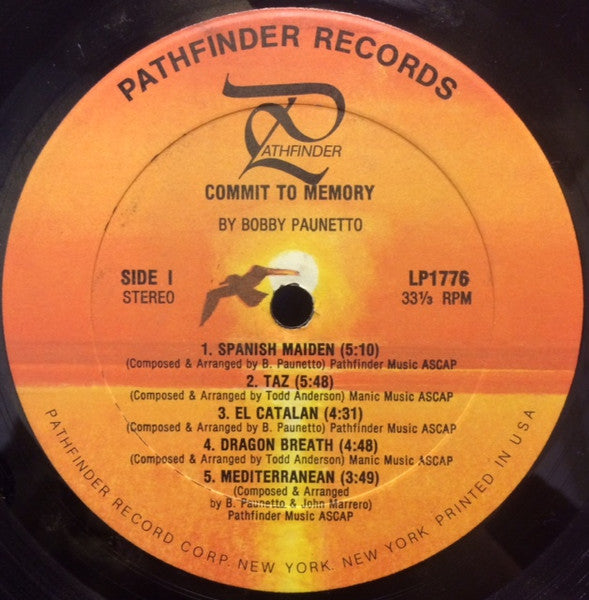 PATHFINDER RECORDS
PATHFINDER
COMMIT TO MEMORY
BY BOBBY PAUNETTO
SIDE I
STEREO
LP1776
33⅓ RPM
1. SPANISH MAIDEN (5:10)
(Composed & Arranged by B. Paunetto) Pathfinder Music ASCAP
2. TAZ (5:48)
(Composed & Arranged by Todd Anderson) Manic Music ASCAP
3. EL CATALAN (4:31)
(Composed & Arranged by B. Paunetto) Pathfinder Music ASCAP
4. DRAGON BREATH (4:48)
(Composed & Arranged by Todd Anderson) Manic Music ASCAP
5. MEDITERRANEAN (3:49)
(Composed & Arranged
by B. Paunetto & John Marrero)
Pathfinder Music ASCAP
PATHFINDER RECORD CORP. NEW YORK. NEW YORK. PRINTED IN USA